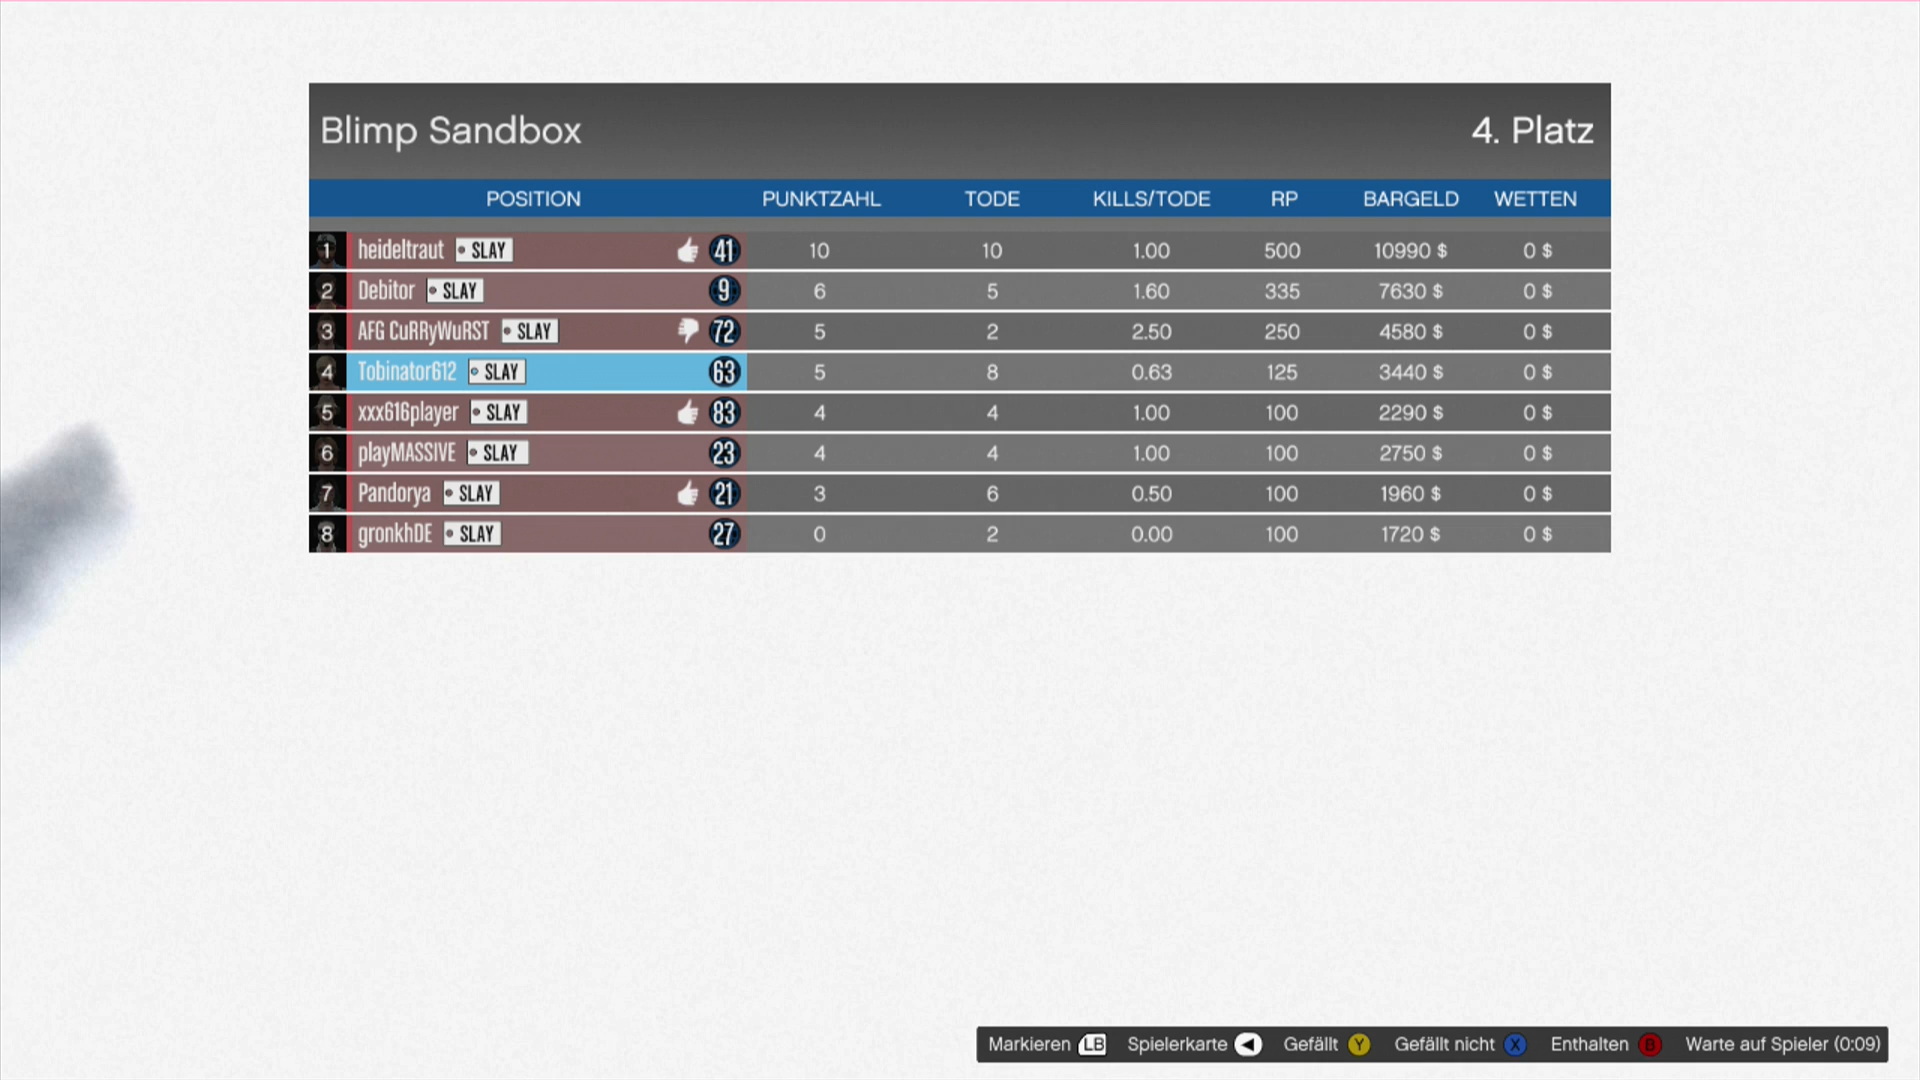 Blimp Sandbox 4. Platz
POSITION PUNKTZAHL TODE KILLS/TODE RP BARGELD WETTEN
1 heideltraut SLAY 41 10 10 1.00 500 10990 $ 0 $
2 Debitor SLAY 9 6 5 1.60 335 7630 $ 0 $
3 AFG CuRRyWuRST SLAY 72 5 2 2.50 250 4580 $ 0 $
4 Tobinator612 SLAY 63 5 8 0.63 125 3440 $ 0 $
5 xxx616player SLAY 83 4 4 1.00 100 2290 $ 0 $
6 playMASSIVE SLAY 23 4 4 1.00 100 2750 $ 0 $
7 Pandorya SLAY 21 3 6 0.50 100 1960 $ 0 $
8 gronkhDE SLAY 27 0 2 0.00 100 1720 $ 0 $
Markieren LB Spielerkarte Gefällt Y Gefällt nicht X Enthalten B Warte auf Spieler (0:09)